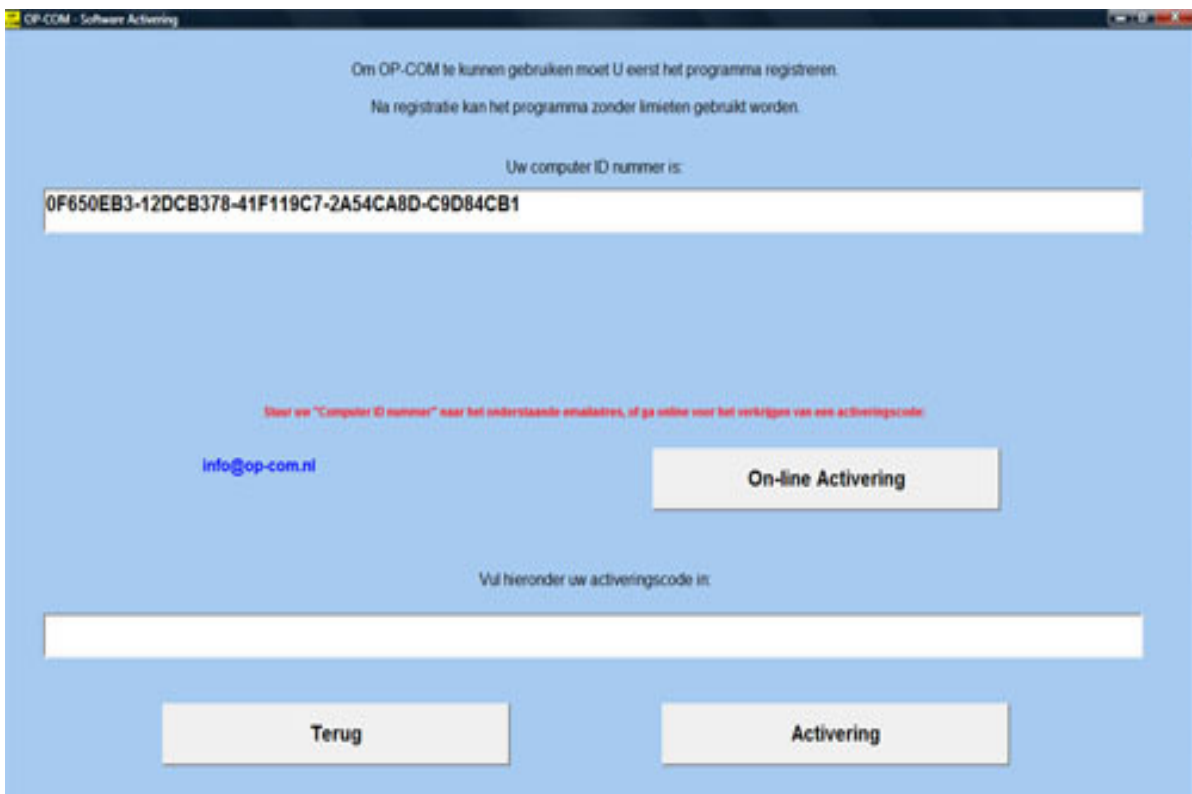 OP-COM - Software Activering
Om OP-COM te kunnen gebruiken moet U eerst het programma registreren.
Na registratie kan het programma zonder limieten gebruikt worden.
Uw computer ID nummer is:
0F650EB3-12DCB378-41F119C7-2A54CA8D-C9D84CB1
Stuur uw "Computer ID nummer" naar het onderstaande emailadres, of ga online voor het verkrijgen van een activeringscode:
info@op-com.nl
On-line Activering
Vul hieronder uw activeringscode in:
Terug
Activering